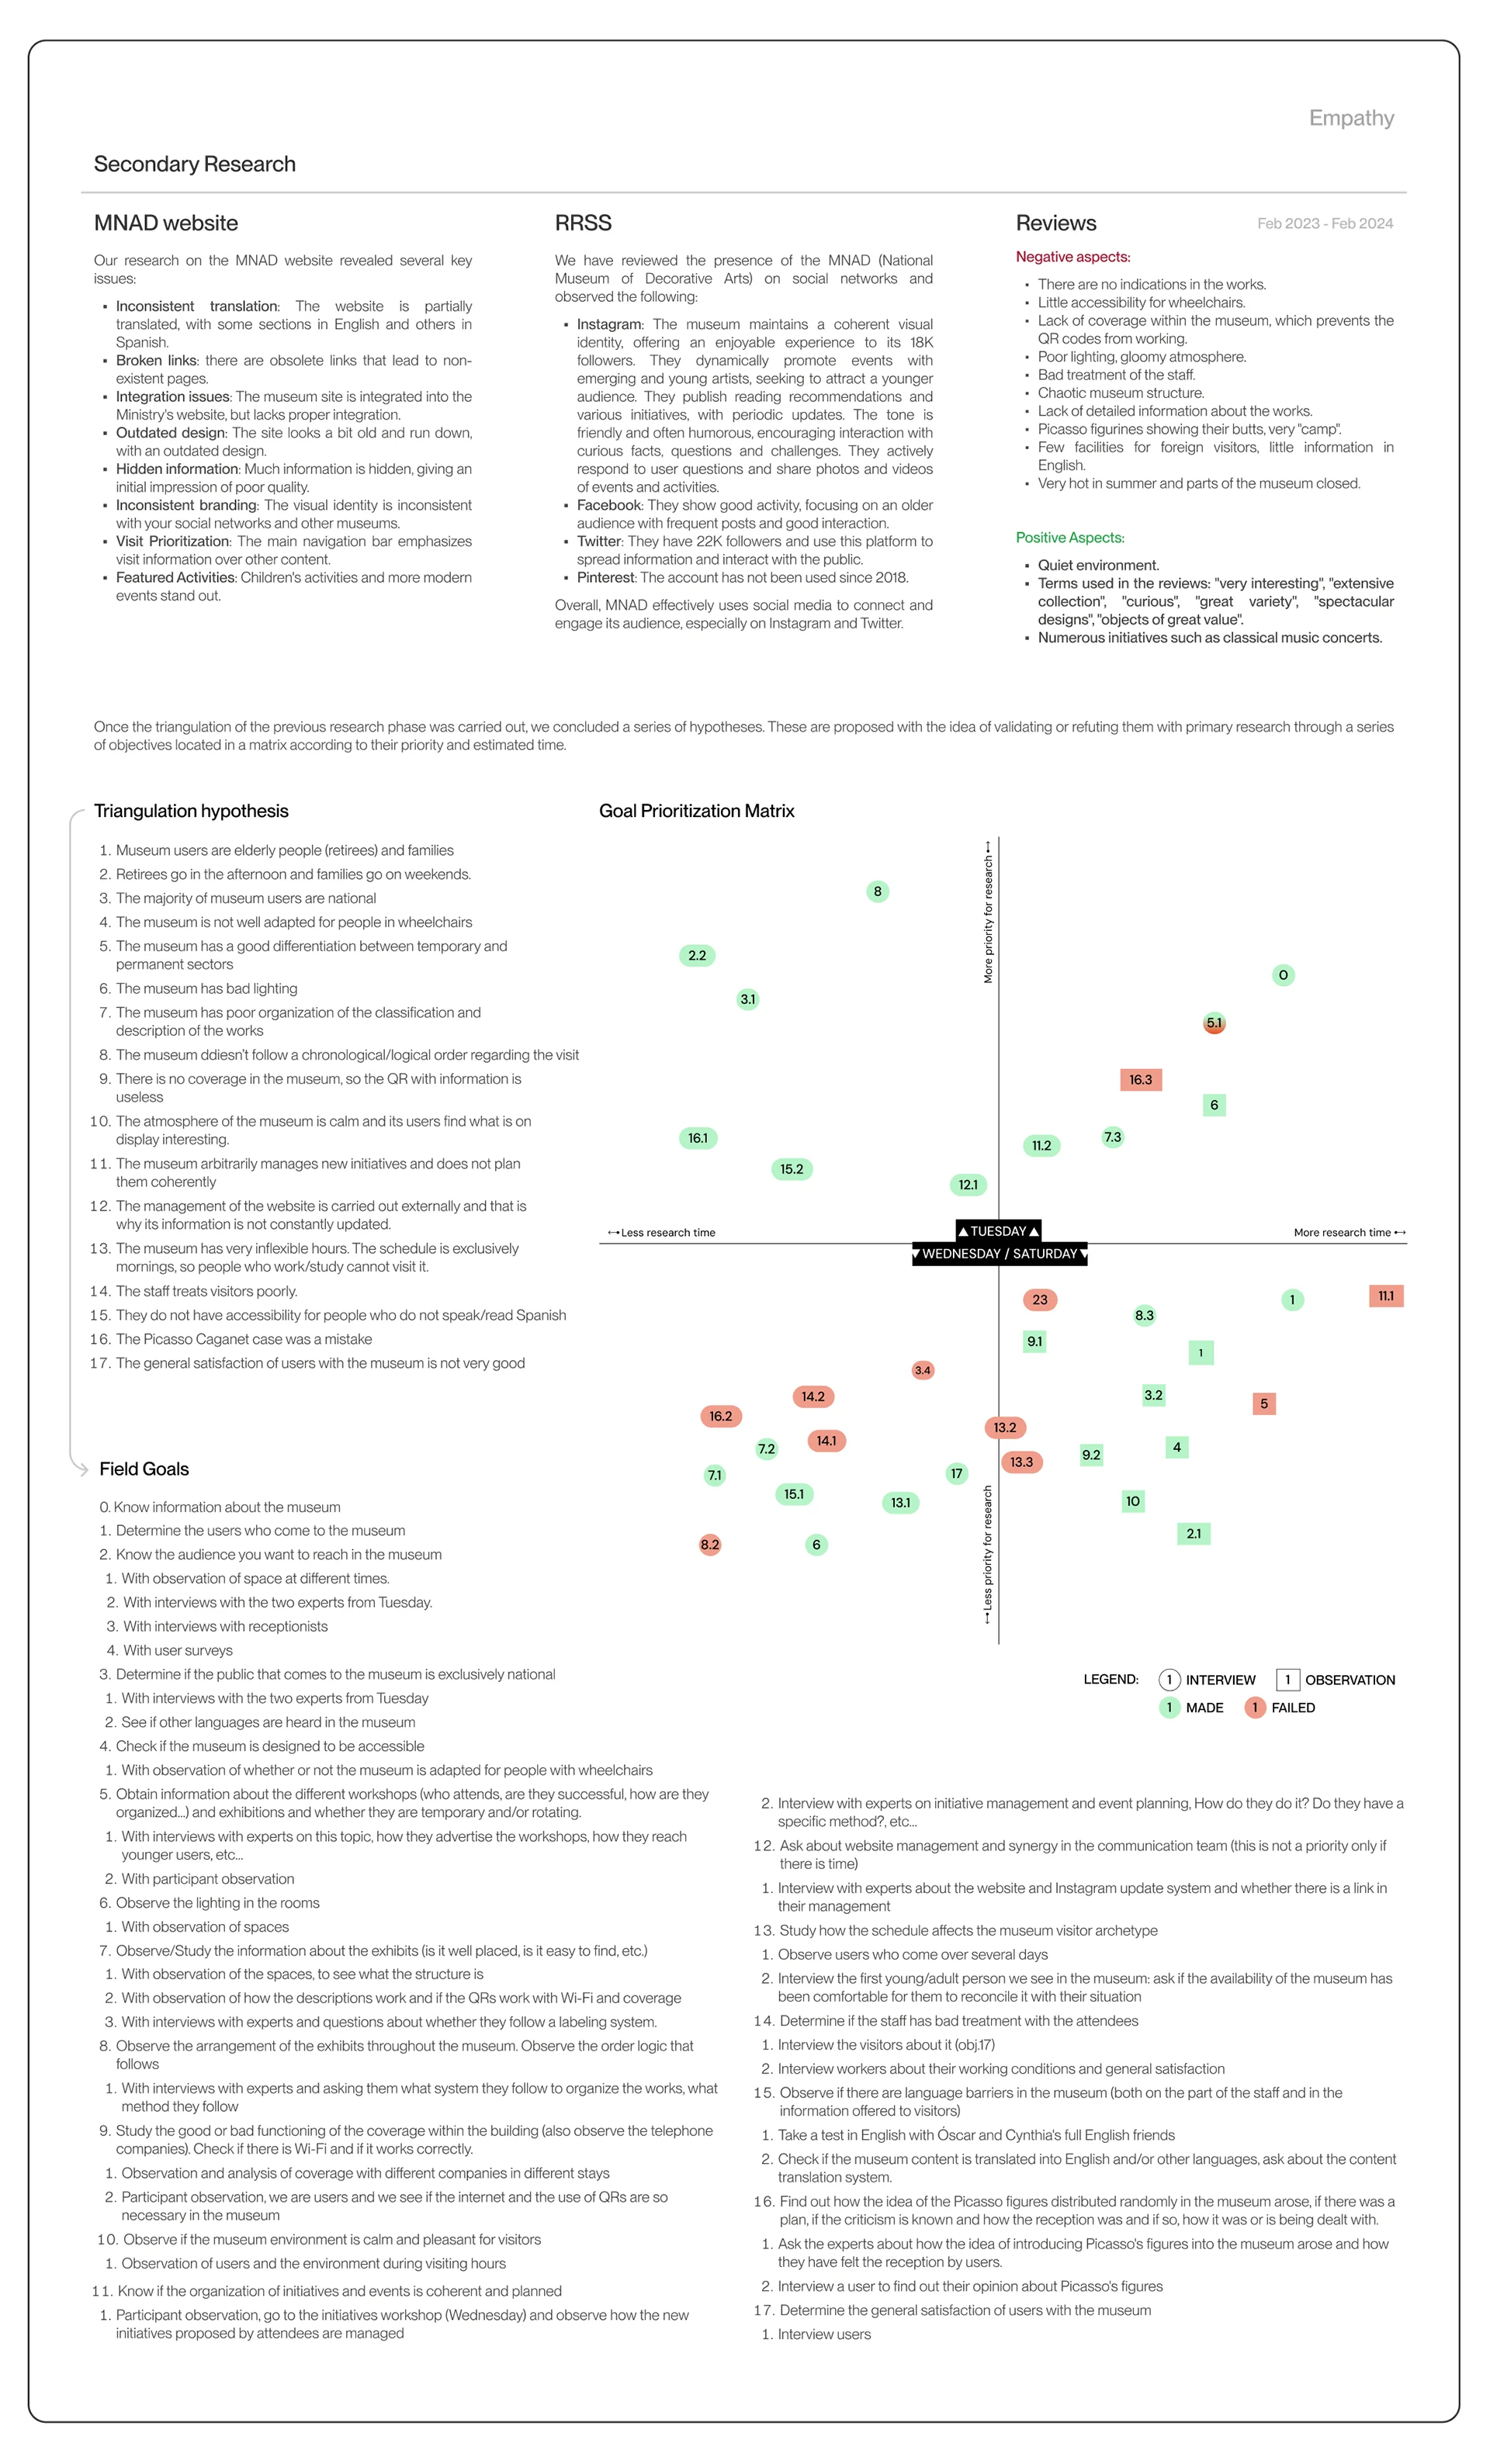 Empathy
Secondary Research
MNAD website
Our research on the MNAD website revealed several key
issues:
▪ Inconsistent translation: The website is partially
translated, with some sections in English and others in
Spanish.
▪ Broken links: there are obsolete links that lead to non-
existent pages.
▪ Integration issues: The museum site is integrated into the
Ministry's website, but lacks proper integration.
▪ Outdated design: The site looks a bit old and run down,
with an outdated design.
▪ Hidden information: Much information is hidden, giving an
initial impression of poor quality.
▪ Inconsistent branding: The visual identity is inconsistent
with your social networks and other museums.
▪ Visit Prioritization: The main navigation bar emphasizes
visit information over other content.
▪ Featured Activities: Children's activities and more modern
events stand out.
RRSS
We have reviewed the presence of the MNAD (National
Museum of Decorative Arts) on social networks and
observed the following:
▪ Instagram: The museum maintains a coherent visual
identity, offering an enjoyable experience to its 18K
followers. They dynamically promote events with
emerging and young artists, seeking to attract a younger
audience. They publish reading recommendations and
various initiatives, with periodic updates. The tone is
friendly and often humorous, encouraging interaction with
curious facts, questions and challenges. They actively
respond to user questions and share photos and videos
of events and activities.
▪ Facebook: They show good activity, focusing on an older
audience with frequent posts and good interaction.
▪ Twitter: They have 22K followers and use this platform to
spread information and interact with the public.
▪ Pinterest: The account has not been used since 2018.
Overall, MNAD effectively uses social media to connect and
engage its audience, especially on Instagram and Twitter.
Reviews
Feb 2023 - Feb 2024
Negative aspects:
▪ There are no indications in the works.
▪ Little accessibility for wheelchairs.
▪ Lack of coverage within the museum, which prevents the
QR codes from working.
▪ Poor lighting, gloomy atmosphere.
▪ Bad treatment of the staff.
▪ Chaotic museum structure.
▪ Lack of detailed information about the works.
▪ Picasso figurines showing their butts, very "camp".
▪ Few facilities for foreign visitors, little information in
English.
▪ Very hot in summer and parts of the museum closed.
Positive Aspects:
▪ Quiet environment.
▪ Terms used in the reviews: "very interesting", "extensive
collection", "curious", "great variety", "spectacular
designs", "objects of great value".
▪ Numerous initiatives such as classical music concerts.
Once the triangulation of the previous research phase was carried out, we concluded a series of hypotheses. These are proposed with the idea of validating or refuting them with primary research through a series
of objectives located in a matrix according to their priority and estimated time.
Triangulation hypothesis
1. Museum users are elderly people (retirees) and families
2. Retirees go in the afternoon and families go on weekends.
3. The majority of museum users are national
4. The museum is not well adapted for people in wheelchairs
5. The museum has a good differentiation between temporary and
permanent sectors
6. The museum has bad lighting
7. The museum has poor organization of the classification and
description of the works
8. The museum ddiesn't follow a chronological/logical order regarding the visit
9. There is no coverage in the museum, so the QR with information is
useless
10. The atmosphere of the museum is calm and its users find what is on
display interesting.
11. The museum arbitrarily manages new initiatives and does not plan
them coherently
12. The management of the website is carried out externally and that is
why its information is not constantly updated.
13. The museum has very inflexible hours. The schedule is exclusively
mornings, so people who work/study cannot visit it.
14. The staff treats visitors poorly.
15. They do not have accessibility for people who do not speak/read Spanish
16. The Picasso Caganet case was a mistake
17. The general satisfaction of users with the museum is not very good
Goal Prioritization Matrix
More priority for research
8
2.2
0
3.1
5.1
16.3
6
7.3
16.1
11.2
15.2
12.1
Less research time
▲ TUESDAY ▲
More research time
▼ WEDNESDAY / SATURDAY ▼
11.1
23
1
8.3
9.1
1
3.4
3.2
14.2
5
16.2
13.2
14.1
4
7.2
9.2
13.3
17
7.1
15.1
10
13.1
2.1
8.2
6
Less priority for research
LEGEND: 1 INTERVIEW 1 OBSERVATION
1 MADE 1 FAILED
Field Goals
0. Know information about the museum
1. Determine the users who come to the museum
2. Know the audience you want to reach in the museum
1. With observation of space at different times.
2. With interviews with the two experts from Tuesday.
3. With interviews with receptionists
4. With user surveys
3. Determine if the public that comes to the museum is exclusively national
1. With interviews with the two experts from Tuesday
2. See if other languages are heard in the museum
4. Check if the museum is designed to be accessible
1. With observation of whether or not the museum is adapted for people with wheelchairs
5. Obtain information about the different workshops (who attends, are they successful, how are they
organized...) and exhibitions and whether they are temporary and/or rotating.
1. With interviews with experts on this topic, how they advertise the workshops, how they reach
younger users, etc...
2. With participant observation
6. Observe the lighting in the rooms
1. With observation of spaces
7. Observe/Study the information about the exhibits (is it well placed, is it easy to find, etc.)
1. With observation of the spaces, to see what the structure is
2. With observation of how the descriptions work and if the QRs work with Wi-Fi and coverage
3. With interviews with experts and questions about whether they follow a labeling system.
8. Observe the arrangement of the exhibits throughout the museum. Observe the order logic that
follows
1. With interviews with experts and asking them what system they follow to organize the works, what
method they follow
9. Study the good or bad functioning of the coverage within the building (also observe the telephone
companies). Check if there is Wi-Fi and if it works correctly.
1. Observation and analysis of coverage with different companies in different stays
2. Participant observation, we are users and we see if the internet and the use of QRs are so
necessary in the museum
10. Observe if the museum environment is calm and pleasant for visitors
1. Observation of users and the environment during visiting hours
11. Know if the organization of initiatives and events is coherent and planned
1. Participant observation, go to the initiatives workshop (Wednesday) and observe how the new
initiatives proposed by attendees are managed
2. Interview with experts on initiative management and event planning, How do they do it? Do they have a
specific method?, etc...
12. Ask about website management and synergy in the communication team (this is not a priority only if
there is time)
1. Interview with experts about the website and Instagram update system and whether there is a link in
their management
13. Study how the schedule affects the museum visitor archetype
1. Observe users who come over several days
2. Interview the first young/adult person we see in the museum: ask if the availability of the museum has
been comfortable for them to reconcile it with their situation
14. Determine if the staff has bad treatment with the attendees
1. Interview the visitors about it (obj.17)
2. Interview workers about their working conditions and general satisfaction
15. Observe if there are language barriers in the museum (both on the part of the staff and in the
information offered to visitors)
1. Take a test in English with Óscar and Cynthia's full English friends
2. Check if the museum content is translated into English and/or other languages, ask about the content
translation system.
16. Find out how the idea of the Picasso figures distributed randomly in the museum arose, if there was a
plan, if the criticism is known and how the reception was and if so, how it was or is being dealt with.
1. Ask the experts about how the idea of introducing Picasso's figures into the museum arose and how
they have felt the reception by users.
2. Interview a user to find out their opinion about Picasso's figures
17. Determine the general satisfaction of users with the museum
1. Interview users